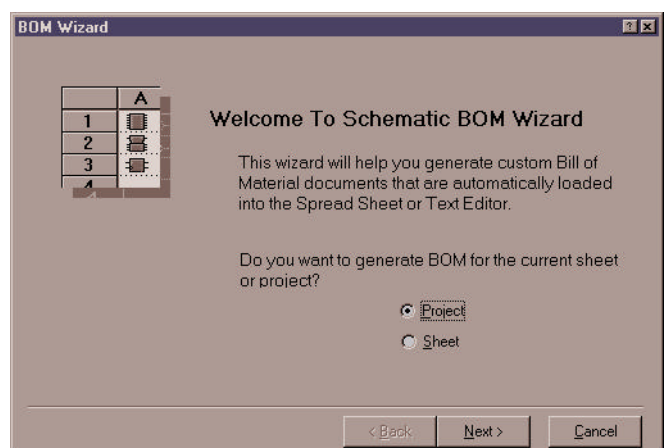 BOM Wizard
? x
A
1
2
3
4
Welcome To Schematic BOM Wizard
This wizard will help you generate custom Bill of
Material documents that are automatically loaded
into the Spread Sheet or Text Editor.
Do you want to generate BOM for the current sheet
or project?
Project
Sheet
< Back Next > Cancel